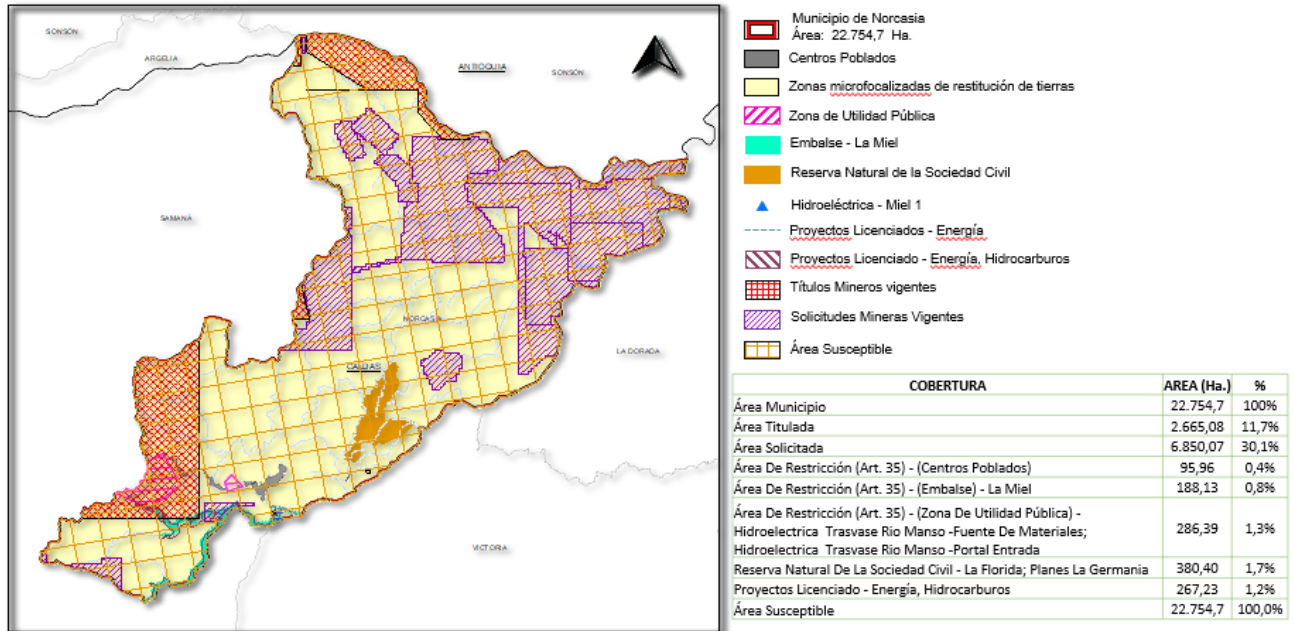 SONSÓN
ARGELIA
ANTIOQUIA
SONSÓN
SAMANÁ
NORCASIA
CALDAS
LA DORADA
VICTORIA
Municipio de Norcasia
Área: 22.754,7 Ha.
Centros Poblados
Zonas microfocalizadas de restitución de tierras
Zona de Utilidad Pública
Embalse - La Miel
Reserva Natural de la Sociedad Civil
Hidroeléctrica - Miel 1
Proyectos Licenciados - Energía
Proyectos Licenciado - Energía, Hidrocarburos
Títulos Mineros vigentes
Solicitudes Mineras Vigentes
Área Susceptible
COBERTURA AREA (Ha.) %
Área Municipio 22.754,7 100%
Área Titulada 2.665,08 11,7%
Área Solicitada 6.850,07 30,1%
Área De Restricción (Art. 35) - (Centros Poblados) 95,96 0,4%
Área De Restricción (Art. 35) - (Embalse) - La Miel 188,13 0,8%
Área De Restricción (Art. 35) - (Zona De Utilidad Pública) -
Hidroelectrica Trasvase Rio Manso -Fuente De Materiales; 286,39 1,3%
Hidroelectrica Trasvase Rio Manso -Portal Entrada
Reserva Natural De La Sociedad Civil - La Florida; Planes La Germania 380,40 1,7%
Proyectos Licenciado - Energía, Hidrocarburos 267,23 1,2%
Área Susceptible 22.754,7 100,0%